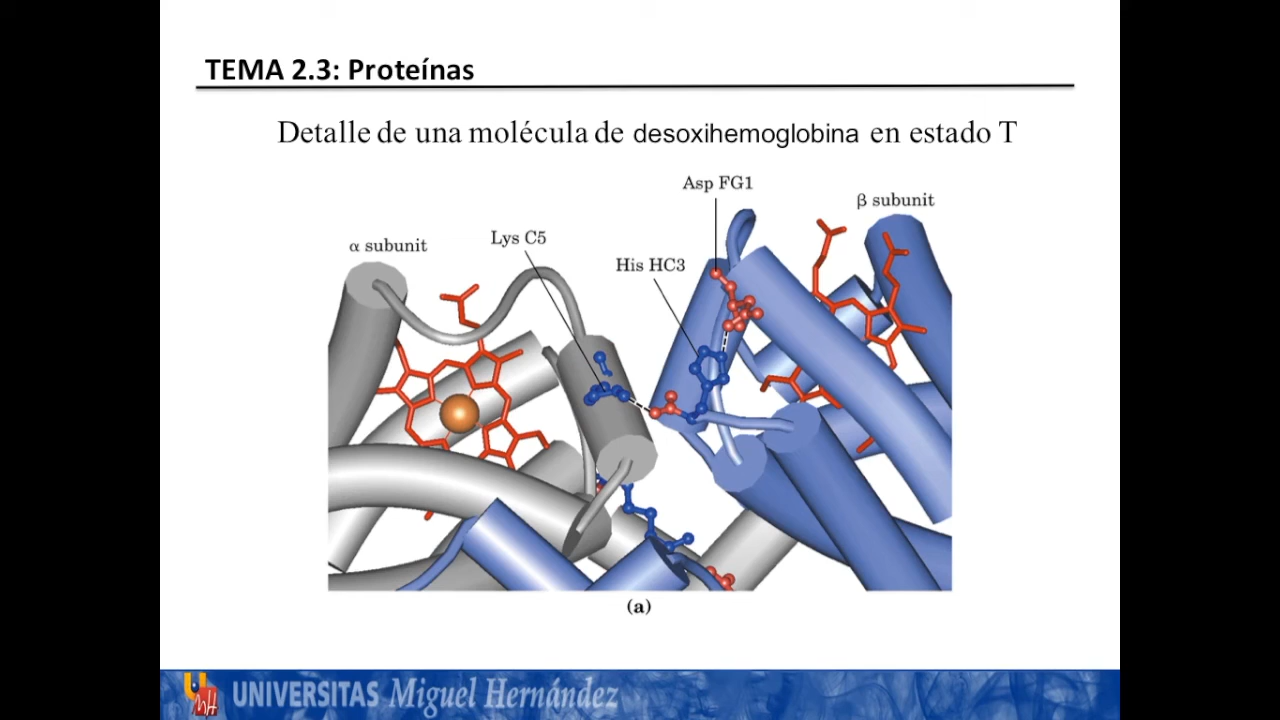 TEMA 2.3: Proteínas
Detalle de una molécula de desoxihemoglobina en estado T
Asp FG1
β subunit
Lys C5
α subunit
His HC3
(a)
UNIVERSITAS Miguel Hernández